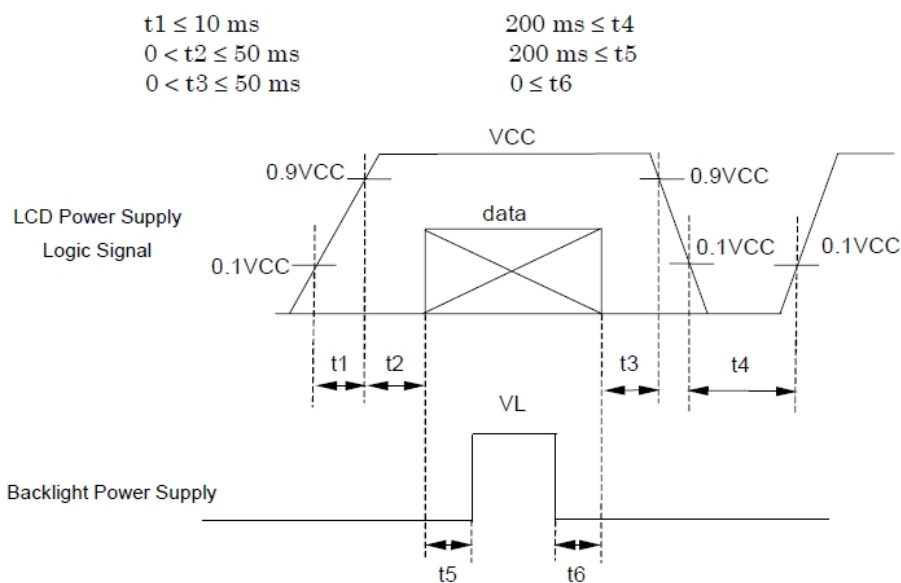 t1 ≤ 10 ms
200 ms ≤ t4
0 < t2 ≤ 50 ms
200 ms ≤ t5
0 < t3 ≤ 50 ms
0 ≤ t6
VCC
0.9VCC
0.9VCC
LCD Power Supply
Logic Signal
data
0.1VCC
0.1VCC
0.1VCC
t1
t2
t3
t4
VL
Backlight Power Supply
t5
t6